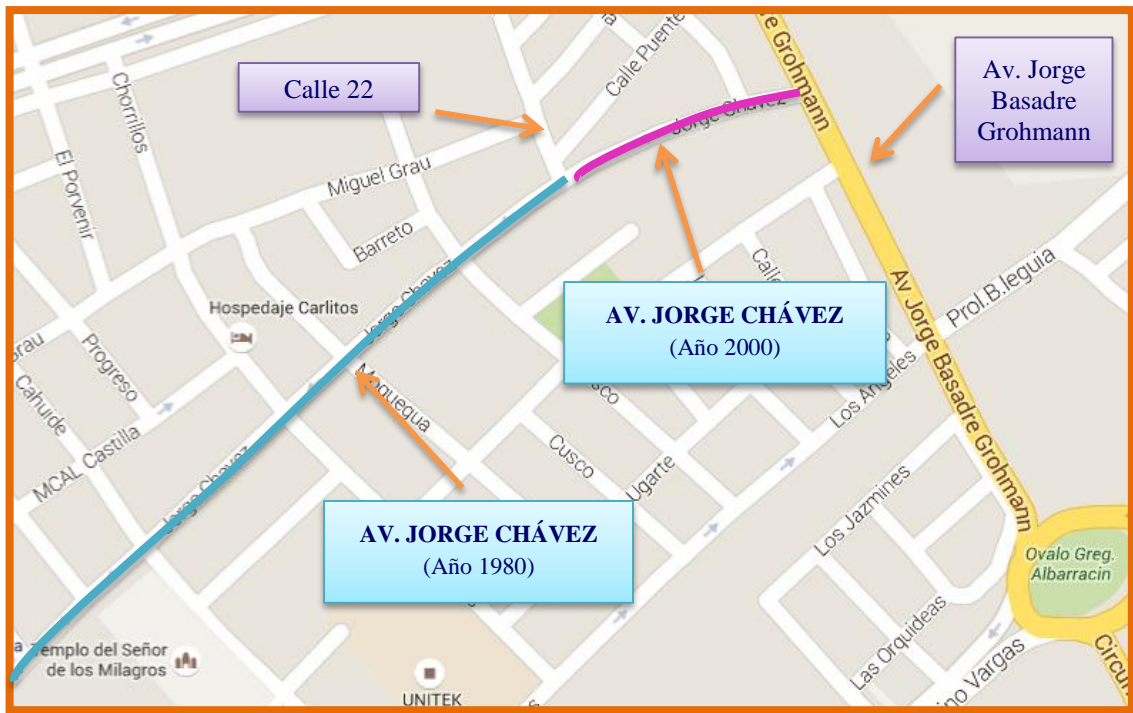 Calle 22
Av. Jorge
Basadre
Grohmann
Calle Puente
Grohmann
Chorrillos
Jorge Chávez
El Porvenir
Miguel Grau
Barreto
Prol.B.leguia
Av Jorge Basadre Grohmann
Hospedaje Carlitos
Jorge Chavez
AV. JORGE CHÁVEZ
(Año 2000)
Progreso
Cahuide
Moquegua
Los Angeles
MCAL Castilla
Cusco
Ugarte
Jorge Chavez
Los Jazmines
AV. JORGE CHÁVEZ
(Año 1980)
Ovalo Greg.
Albarracin
Las Orquideas
Templo del Señor
de los Milagros
UNITEK